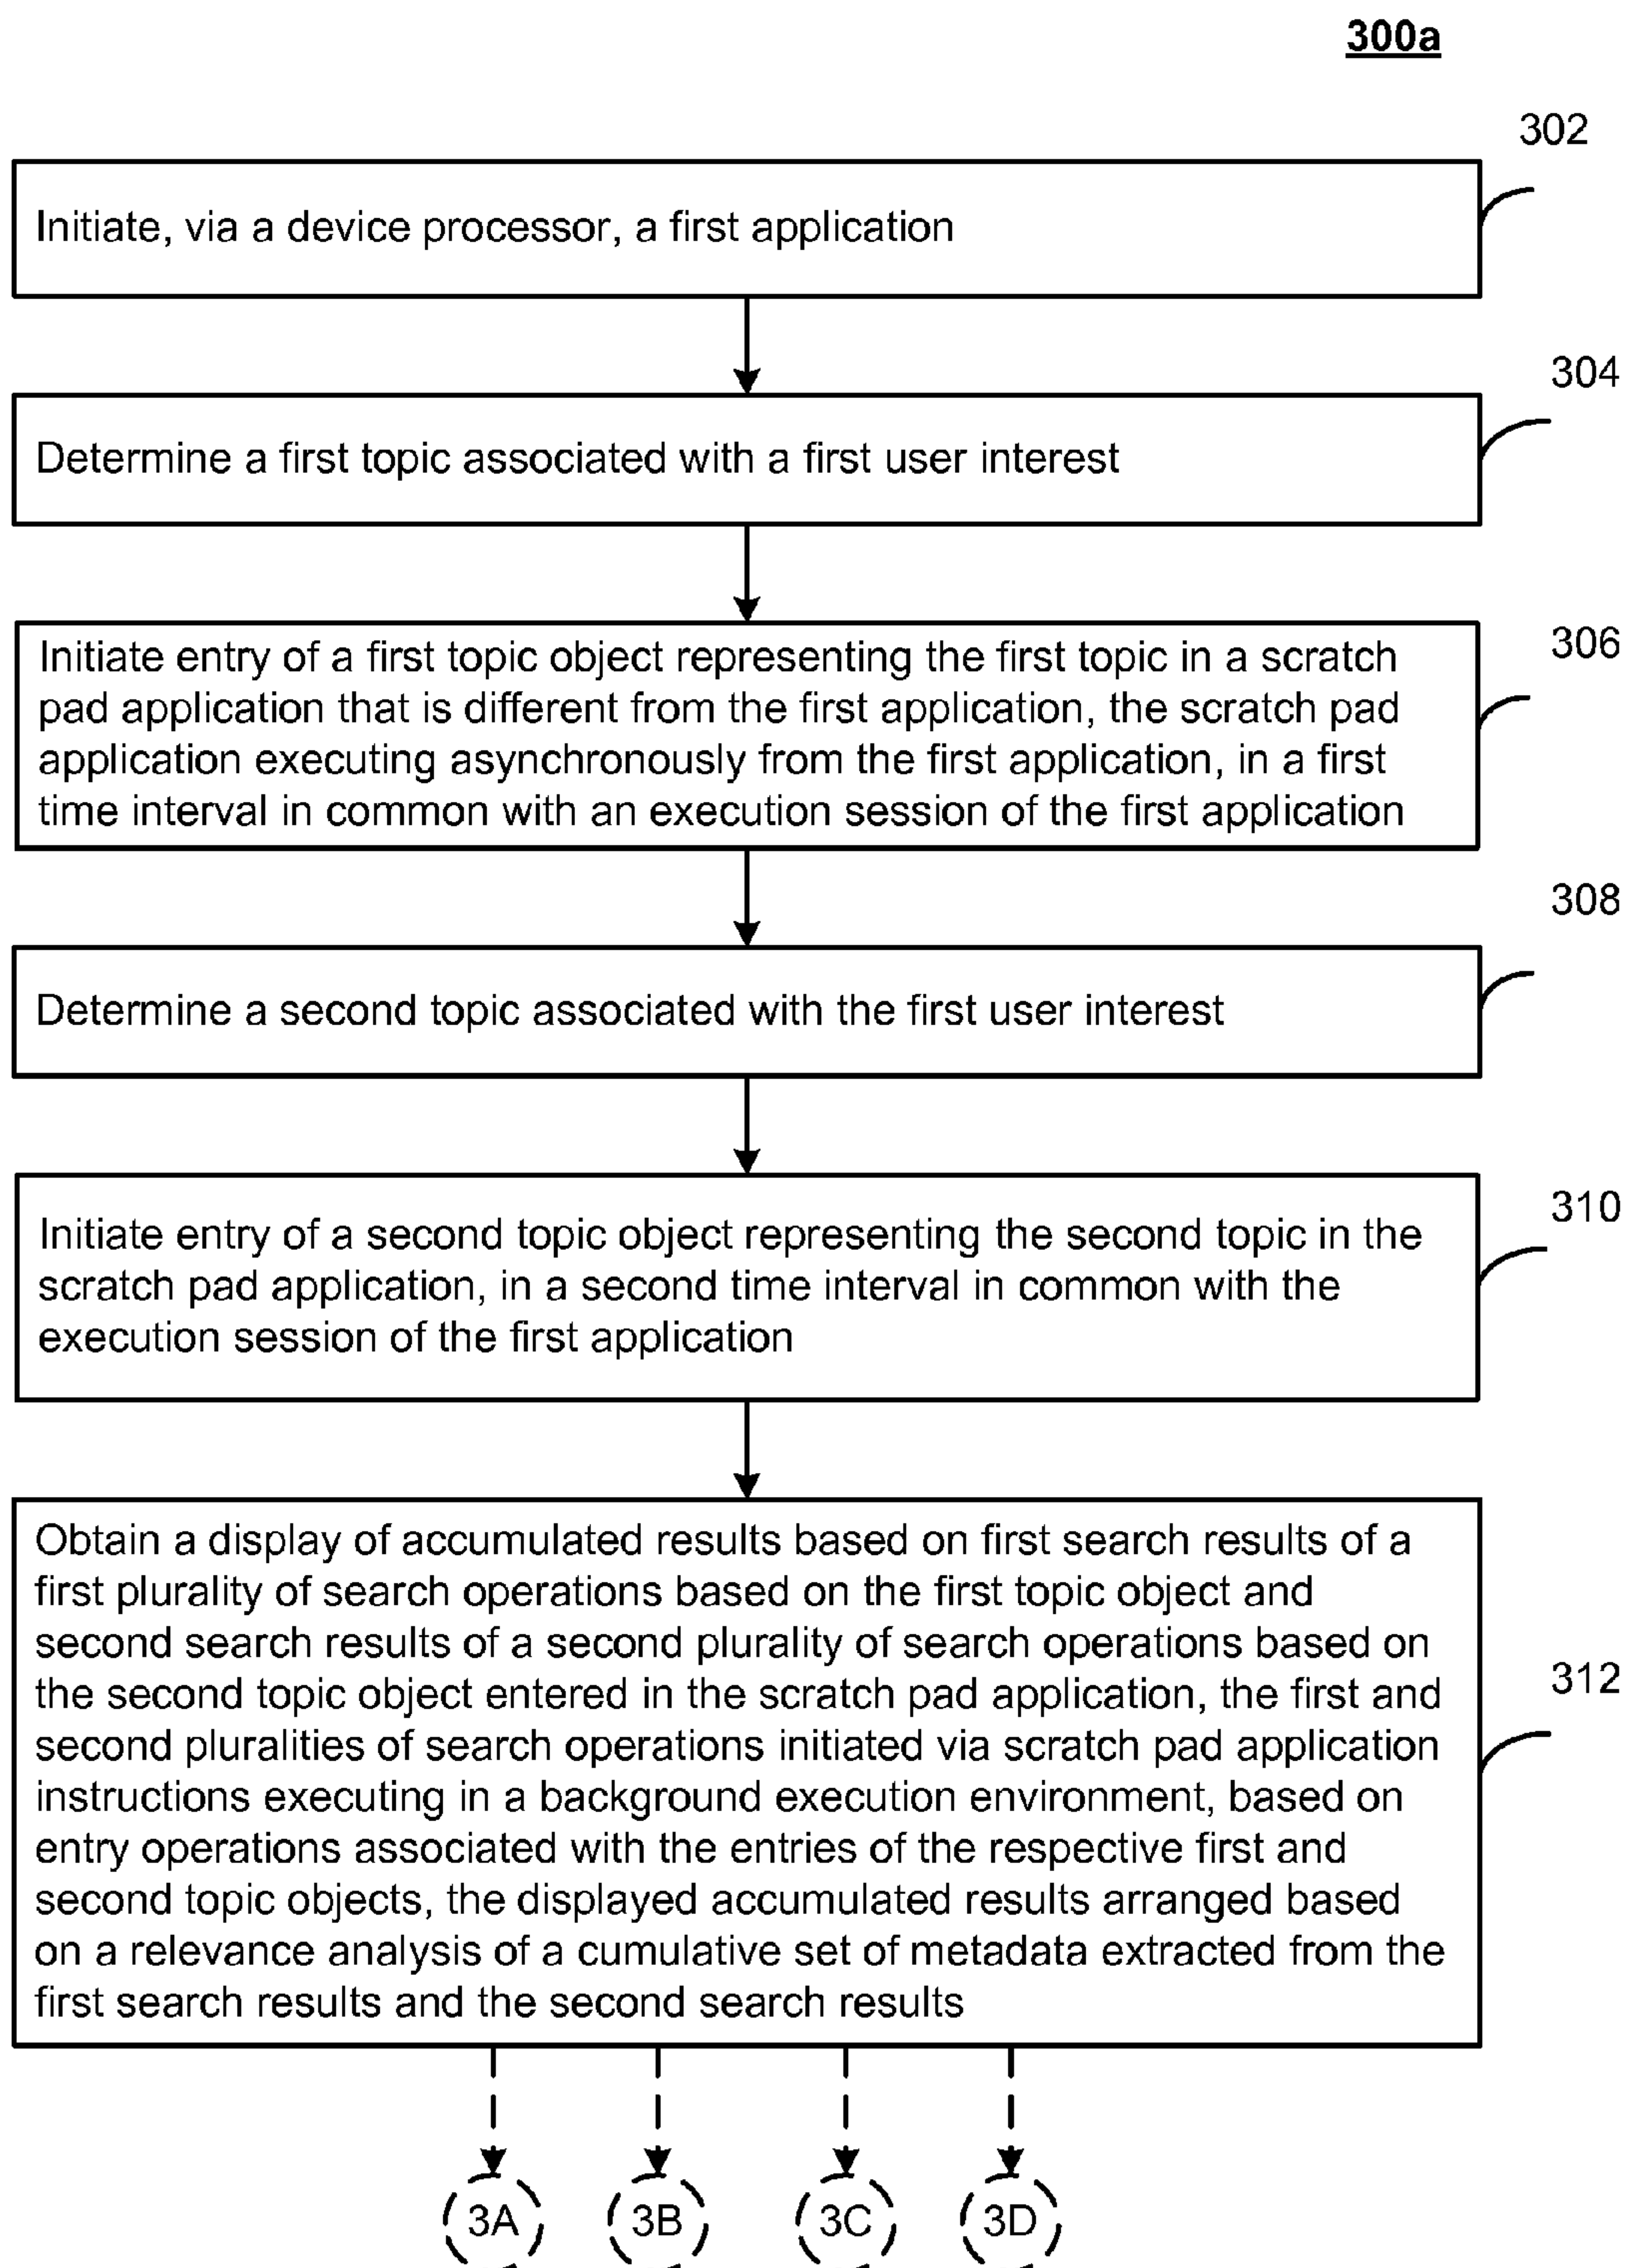 300a
302
Initiate, via a device processor, a first application
304
Determine a first topic associated with a first user interest
306
Initiate entry of a first topic object representing the first topic in a scratch
pad application that is different from the first application, the scratch pad
application executing asynchronously from the first application, in a first
time interval in common with an execution session of the first application
308
Determine a second topic associated with the first user interest
310
Initiate entry of a second topic object representing the second topic in the
scratch pad application, in a second time interval in common with the
execution session of the first application
312
Obtain a display of accumulated results based on first search results of a
first plurality of search operations based on the first topic object and
second search results of a second plurality of search operations based on
the second topic object entered in the scratch pad application, the first and
second pluralities of search operations initiated via scratch pad application
instructions executing in a background execution environment, based on
entry operations associated with the entries of the respective first and
second topic objects, the displayed accumulated results arranged based
on a relevance analysis of a cumulative set of metadata extracted from the
first search results and the second search results
3A
3B
3C
3D